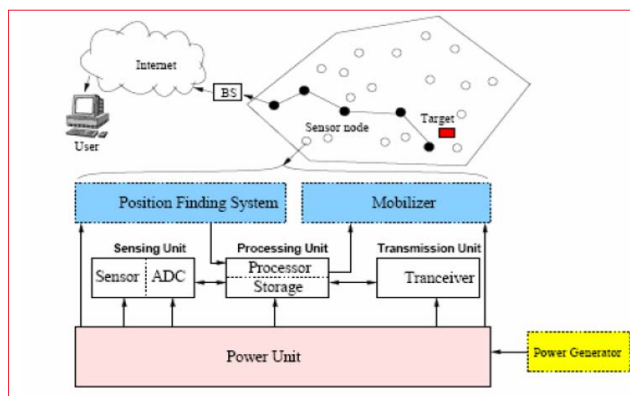 Internet
BS
User
Sensor node
Target
Position Finding System
Mobilizer
Sensing Unit
Processing Unit
Transmission Unit
Sensor
ADC
Processor
Storage
Tranceiver
Power Unit
Power Generator